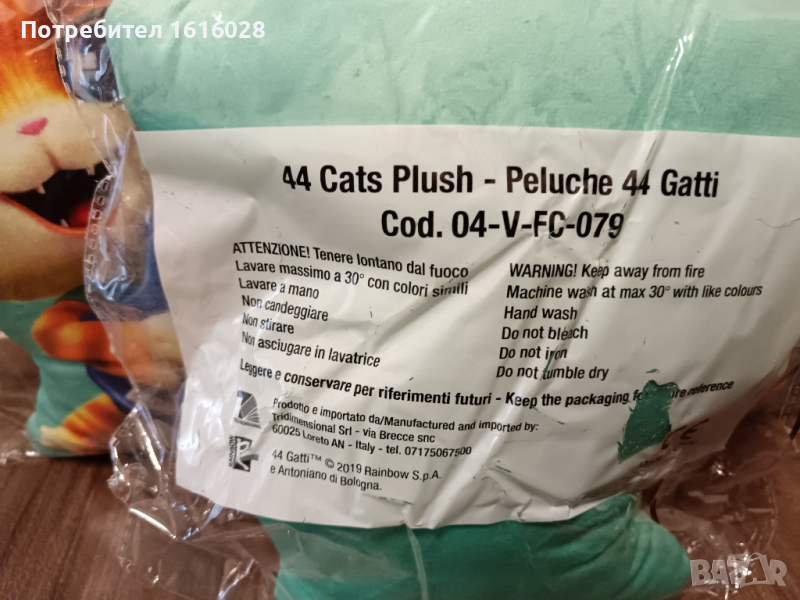 Потребител 1616028
44 Cats Plush - Peluche 44 Gatti
Cod. 04-V-FC-079
ATTENZIONE! Tenere lontano dal fuoco
Lavare massimo a 30° con colori simili
Lavare a mano
Non candeggiare
Non stirare
Non asciugare in lavatrice
WARNING! Keep away from fire
Machine wash at max 30° with like colours
Hand wash
Do not bleach
Do not iron
Do not tumble dry
Leggere e conservare per riferimenti futuri - Keep the packaging reference
Prodotto e importato da/Manufactured and imported by:
Tridimensional Srl - via Brecce snc
60025 Loreto AN - Italy - tel. 07175067500
RAINBOW
44 Gatti™ © 2019 Rainbow S.p.A.
e Antoniano di Bologna.
CE
BAZAR